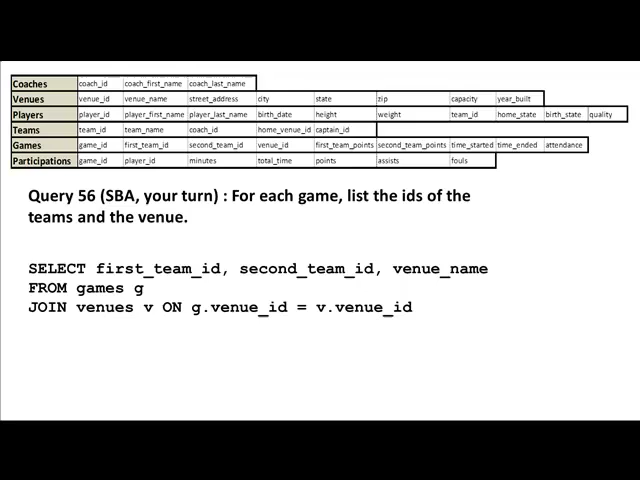 Coaches coach_id coach_first_name coach_last_name
Venues venue_id venue_name street_address city state zip capacity year_built
Players player_id player_first_name player_last_name birth_date height weight team_id home_state birth_state quality
Teams team_id team_name coach_id home_venue_id captain_id
Games game_id first_team_id second_team_id venue_id first_team_points second_team_points time_started time_ended attendance
Participations game_id player_id minutes total_time points assists fouls
Query 56 (SBA, your turn) : For each game, list the ids of the
teams and the venue.
SELECT first_team_id, second_team_id, venue_name
FROM games g
JOIN venues v ON g.venue_id = v.venue_id